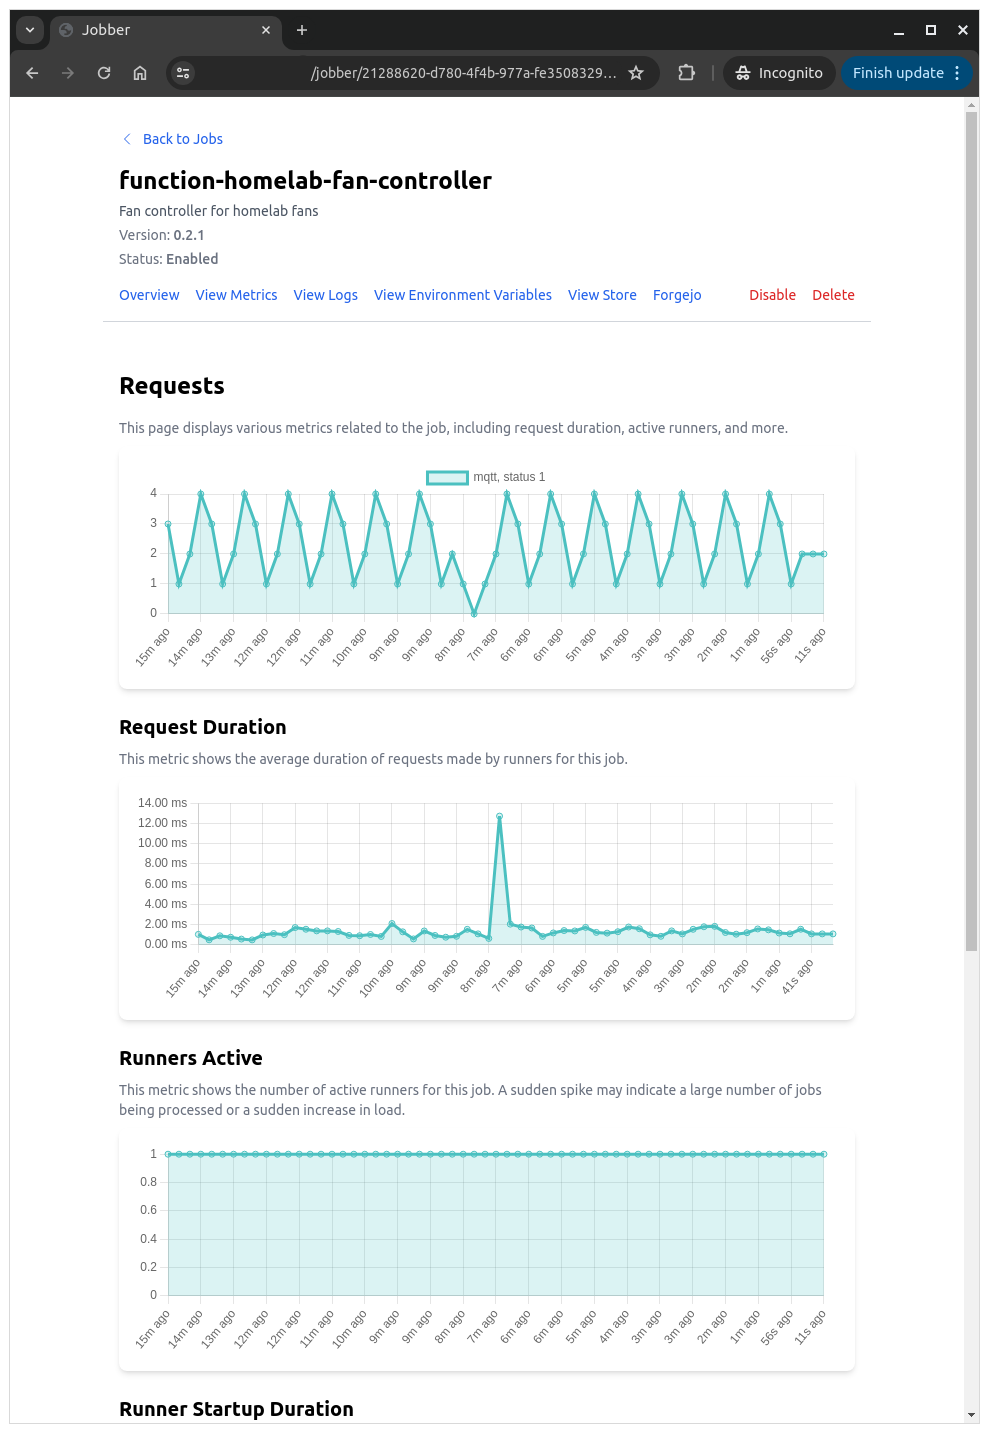 Jobber
/jobber/21288620-d780-4f4b-977a-fe3508329...
Incognito
Finish update
Back to Jobs
function-homelab-fan-controller
Fan controller for homelab fans
Version: 0.2.1
Status: Enabled
Overview View Metrics View Logs View Environment Variables View Store Forgejo Disable Delete
Requests
This page displays various metrics related to the job, including request duration, active runners, and more.
mqtt, status 1
4
3
2
1
0
15m ago 14m ago 13m ago 12m ago 12m ago 11m ago 10m ago 9m ago 9m ago 8m ago 7m ago 6m ago 6m ago 5m ago 4m ago 3m ago 3m ago 2m ago 1m ago 56s ago 11s ago
Request Duration
This metric shows the average duration of requests made by runners for this job.
14.00 ms
12.00 ms
10.00 ms
8.00 ms
6.00 ms
4.00 ms
2.00 ms
0.00 ms
15m ago 14m ago 13m ago 12m ago 12m ago 11m ago 10m ago 9m ago 9m ago 8m ago 7m ago 6m ago 5m ago 5m ago 4m ago 3m ago 2m ago 2m ago 1m ago 41s ago
Runners Active
This metric shows the number of active runners for this job. A sudden spike may indicate a large number of jobs
being processed or a sudden increase in load.
1
0.8
0.6
0.4
0.2
0
15m ago 14m ago 13m ago 12m ago 12m ago 11m ago 10m ago 9m ago 9m ago 8m ago 7m ago 6m ago 6m ago 5m ago 4m ago 3m ago 3m ago 2m ago 1m ago 56s ago 11s ago
Runner Startup Duration